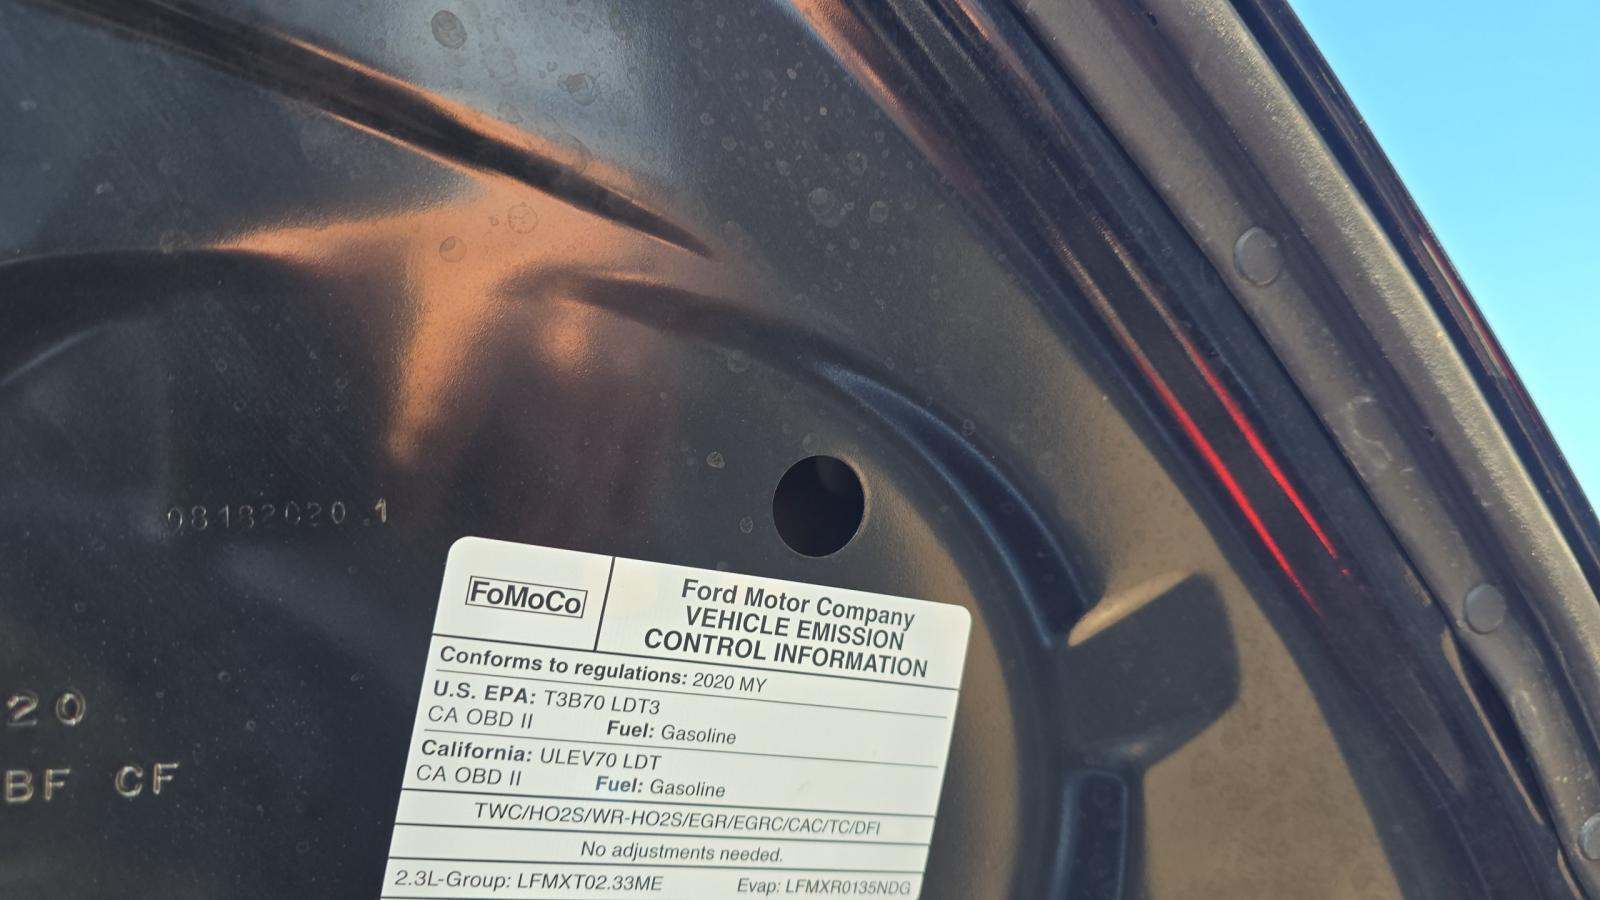 08182020.1
20
BF CF
FoMoCo
Ford Motor Company
VEHICLE EMISSION
CONTROL INFORMATION
Conforms to regulations: 2020 MY
U.S. EPA: T3B70 LDT3
CA OBD II Fuel: Gasoline
California: ULEV70 LDT
CA OBD II Fuel: Gasoline
TWC/HO2S/WR-HO2S/EGR/EGRC/CAC/TC/DFI
No adjustments needed.
2.3L-Group: LFMXT02.33ME Evap: LFMXR0135NDG